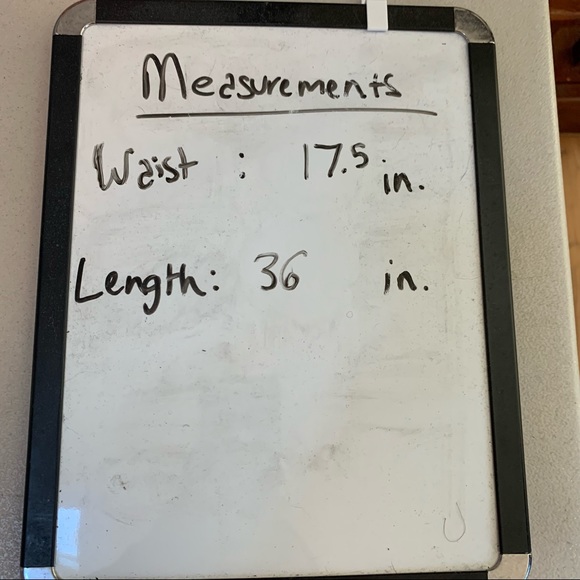 Measurements
Waist : 17.5 in.
Length: 36 in.